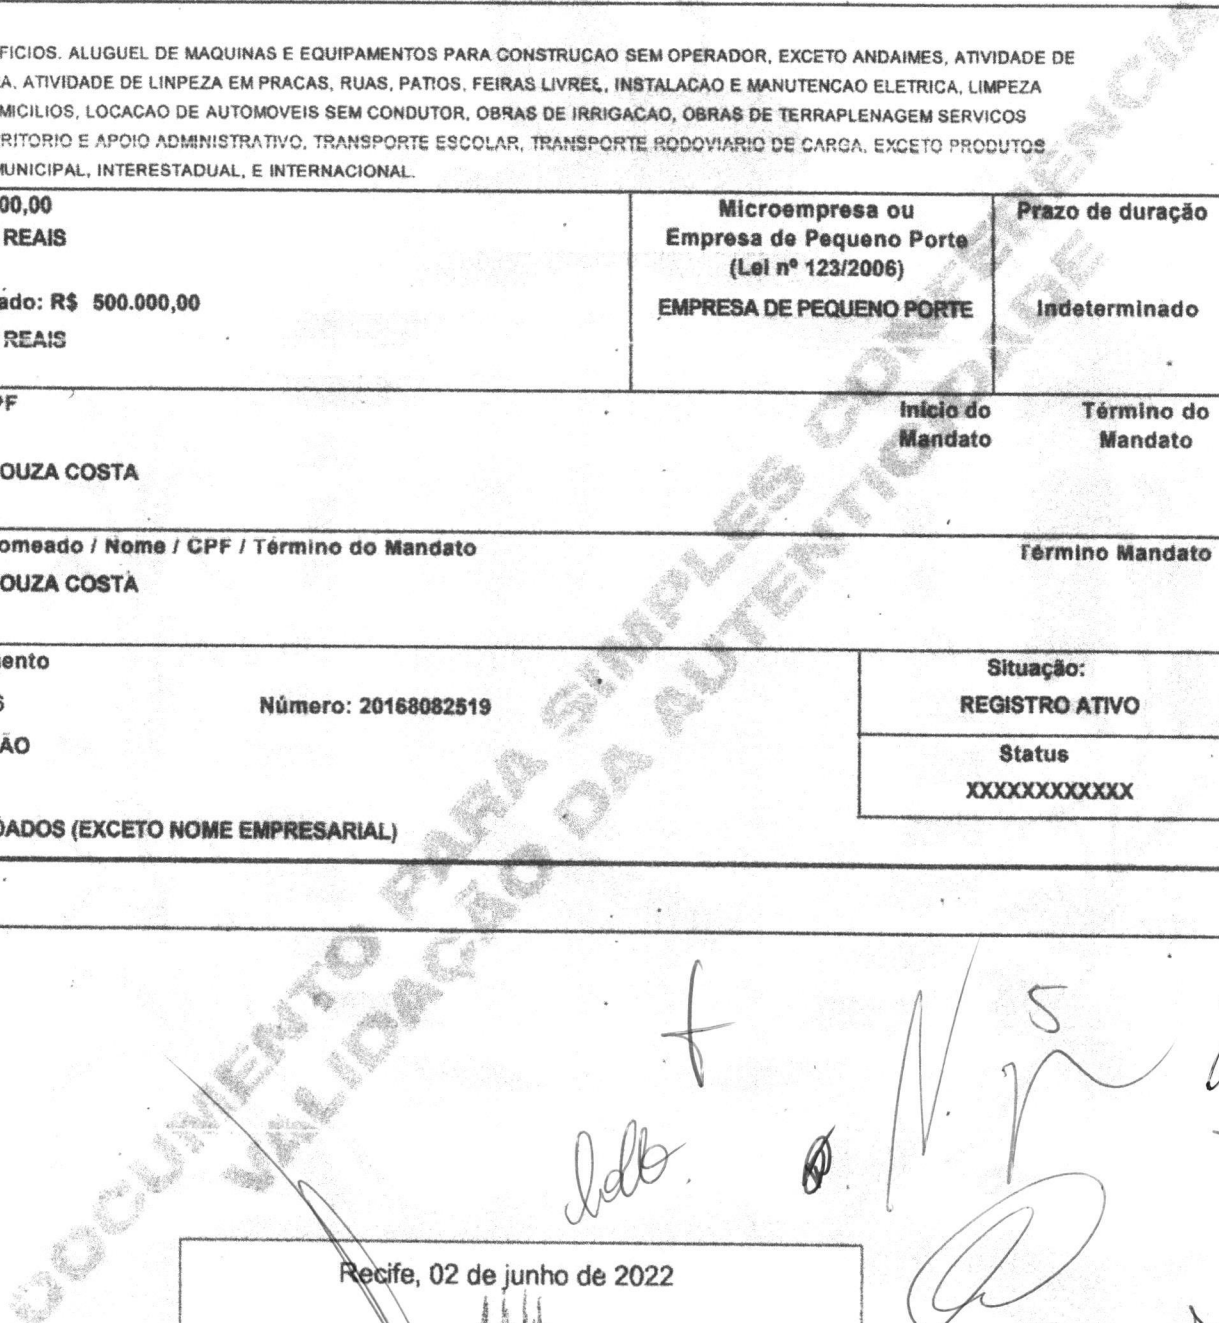 FICIOS. ALUGUEL DE MAQUINAS E EQUIPAMENTOS PARA CONSTRUCAO SEM OPERADOR, EXCETO ANDAIMES, ATIVIDADE DE
A, ATIVIDADE DE LINPEZA EM PRACAS, RUAS, PATIOS, FEIRAS LIVRES, INSTALACAO E MANUTENCAO ELETRICA, LIMPEZA
MICILIOS, LOCACAO DE AUTOMOVEIS SEM CONDUTOR, OBRAS DE IRRIGACAO, OBRAS DE TERRAPLENAGEM SERVICOS
RITORIO E APOIO ADMINISTRATIVO, TRANSPORTE ESCOLAR, TRANSPORTE RODOVIARIO DE CARGA, EXCETO PRODUTOS
MUNICIPAL, INTERESTADUAL, E INTERNACIONAL.
00,00
REAIS
ado: R$ 500.000,00
REAIS
Microempresa ou
Empresa de Pequeno Porte
(Lei nº 123/2006)
EMPRESA DE PEQUENO PORTE
Prazo de duração
Indeterminado
PF
Início do
Mandato
Término do
Mandato
OUZA COSTA
omeado / Nome / CPF / Término do Mandato
Término Mandato
OUZA COSTA
ento
6
Número: 20168082519
ÃO
DADOS (EXCETO NOME EMPRESARIAL)
Situação:
REGISTRO ATIVO
Status
XXXXXXXXXXXX
DOCUMENTO PARA SIMPLES CONFERENCIA
VALIDAÇÃO DA AUTENTICIDADE
Recife, 02 de junho de 2022